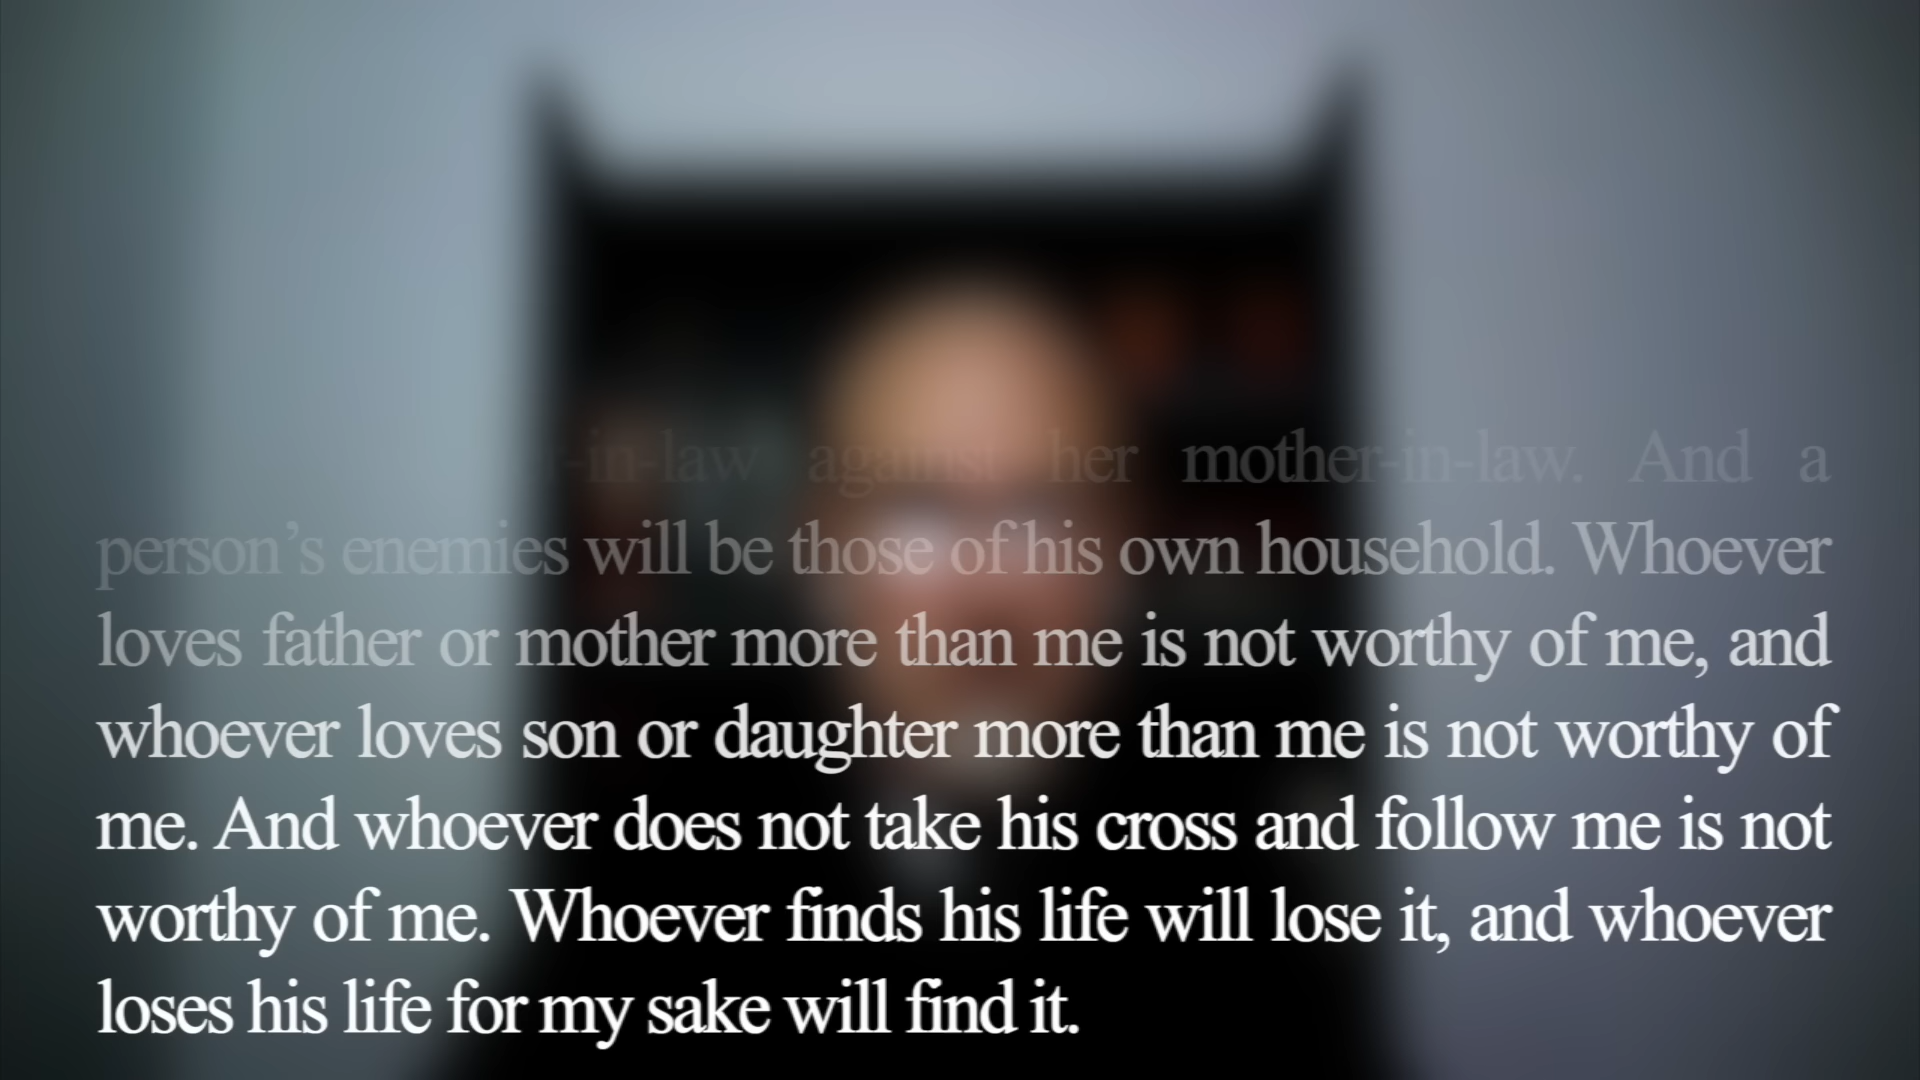 -in-law against her mother-in-law. And a
person’s enemies will be those of his own household. Whoever
loves father or mother more than me is not worthy of me, and
whoever loves son or daughter more than me is not worthy of
me. And whoever does not take his cross and follow me is not
worthy of me. Whoever finds his life will lose it, and whoever
loses his life for my sake will find it.